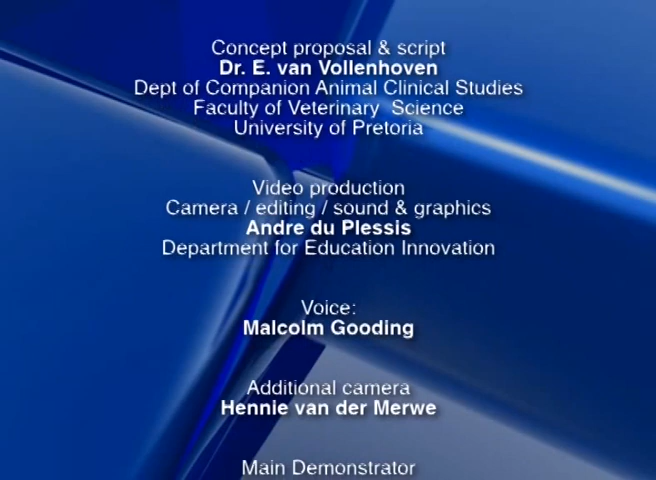 Concept proposal & script
Dr. E. van Vollenhoven
Dept of Companion Animal Clinical Studies
Faculty of Veterinary Science
University of Pretoria
Video production
Camera / editing / sound & graphics
Andre du Plessis
Department for Education Innovation
Voice:
Malcolm Gooding
Additional camera
Hennie van der Merwe
Main Demonstrator